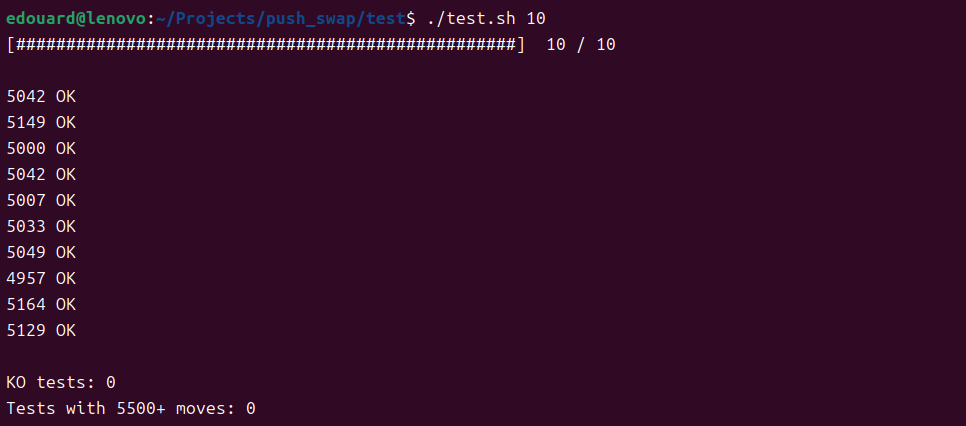 edouard@lenovo:~/Projects/push_swap/test$ ./test.sh 10
[##################################################]  10 / 10
5042 OK
5149 OK
5000 OK
5042 OK
5007 OK
5033 OK
5049 OK
4957 OK
5164 OK
5129 OK
KO tests: 0
Tests with 5500+ moves: 0